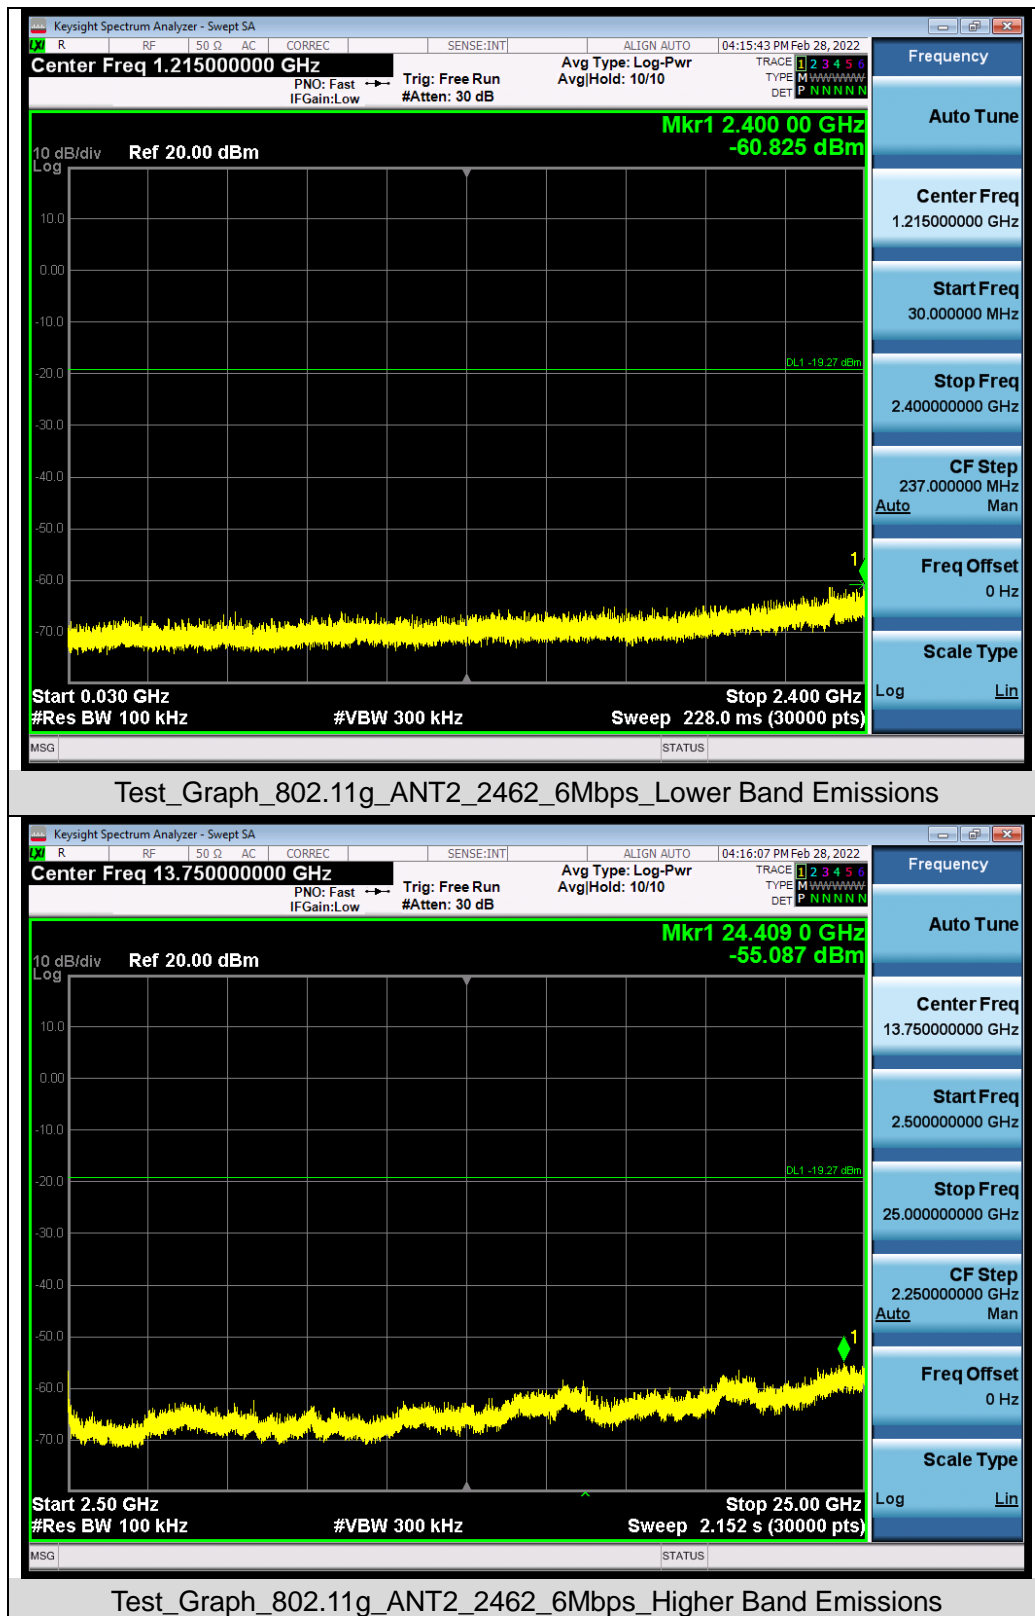 Keysight Spectrum Analyzer - Swept SA
LXI R RF 50 Ω AC CORREC SENSE:INT ALIGN AUTO 04:15:43 PM Feb 28, 2022
Center Freq 1.215000000 GHz
PNO: Fast
IFGain:Low
Trig: Free Run
#Atten: 30 dB
Avg Type: Log-Pwr
Avg|Hold: 10/10
TRACE 1 2 3 4 5 6
TYPE M WWWWW
DET P N N N N N
Mkr1 2.400 00 GHz
-60.825 dBm
10 dB/div Ref 20.00 dBm
Log
10.0
0.00
-10.0
DL1 -19.27 dBm
-20.0
-30.0
-40.0
-50.0
1
-60.0
-70.0
Start 0.030 GHz Stop 2.400 GHz
#Res BW 100 kHz #VBW 300 kHz Sweep 228.0 ms (30000 pts)
MSG STATUS
Frequency
Auto Tune
Center Freq
1.215000000 GHz
Start Freq
30.000000 MHz
Stop Freq
2.400000000 GHz
CF Step
237.000000 MHz
Auto Man
Freq Offset
0 Hz
Scale Type
Log Lin
Test_Graph_802.11g_ANT2_2462_6Mbps_Lower Band Emissions
Keysight Spectrum Analyzer - Swept SA
LXI R RF 50 Ω AC CORREC SENSE:INT ALIGN AUTO 04:16:07 PM Feb 28, 2022
Center Freq 13.750000000 GHz
PNO: Fast
IFGain:Low
Trig: Free Run
#Atten: 30 dB
Avg Type: Log-Pwr
Avg|Hold: 10/10
TRACE 1 2 3 4 5 6
TYPE M WWWWW
DET P N N N N N
Mkr1 24.409 0 GHz
-55.087 dBm
10 dB/div Ref 20.00 dBm
Log
10.0
0.00
-10.0
DL1 -19.27 dBm
-20.0
-30.0
-40.0
-50.0
1
-60.0
-70.0
Start 2.50 GHz Stop 25.00 GHz
#Res BW 100 kHz #VBW 300 kHz Sweep 2.152 s (30000 pts)
MSG STATUS
Frequency
Auto Tune
Center Freq
13.750000000 GHz
Start Freq
2.500000000 GHz
Stop Freq
25.000000000 GHz
CF Step
2.250000000 GHz
Auto Man
Freq Offset
0 Hz
Scale Type
Log Lin
Test_Graph_802.11g_ANT2_2462_6Mbps_Higher Band Emissions